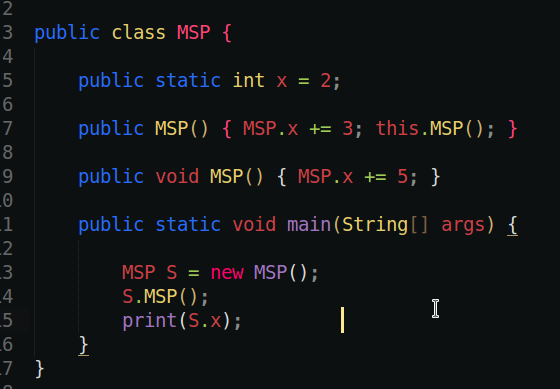 2
3 public class MSP {
4
5 public static int x = 2;
6
7 public MSP() { MSP.x += 3; this.MSP(); }
8
9 public void MSP() { MSP.x += 5; }
10
11 public static void main(String[] args) {
12
13 MSP S = new MSP();
14 S.MSP();
15 print(S.x);
16 }
17 }